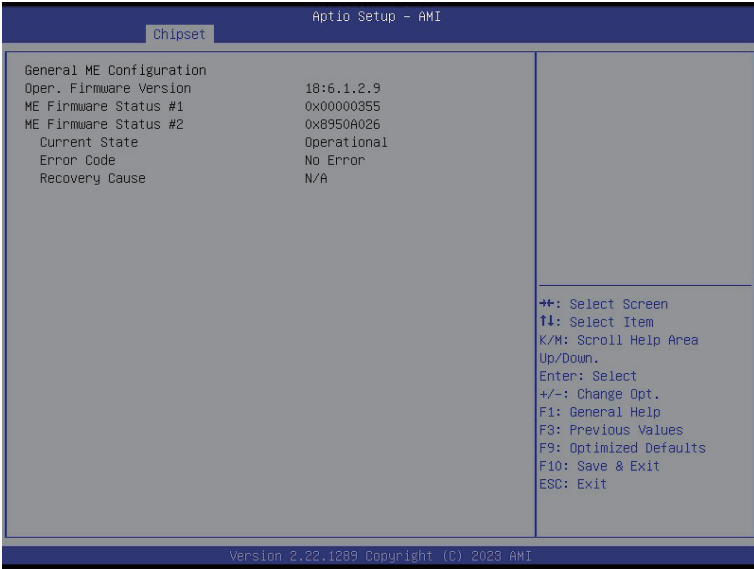 Aptio Setup – AMI
Chipset
General ME Configuration
Oper. Firmware Version 18:6.1.2.9
ME Firmware Status #1 0x00000355
ME Firmware Status #2 0x8950A026
Current State Operational
Error Code No Error
Recovery Cause N/A
→←: Select Screen
↑↓: Select Item
K/M: Scroll Help Area
Up/Down.
Enter: Select
+/-: Change Opt.
F1: General Help
F3: Previous Values
F9: Optimized Defaults
F10: Save & Exit
ESC: Exit
Version 2.22.1289 Copyright (C) 2023 AMI